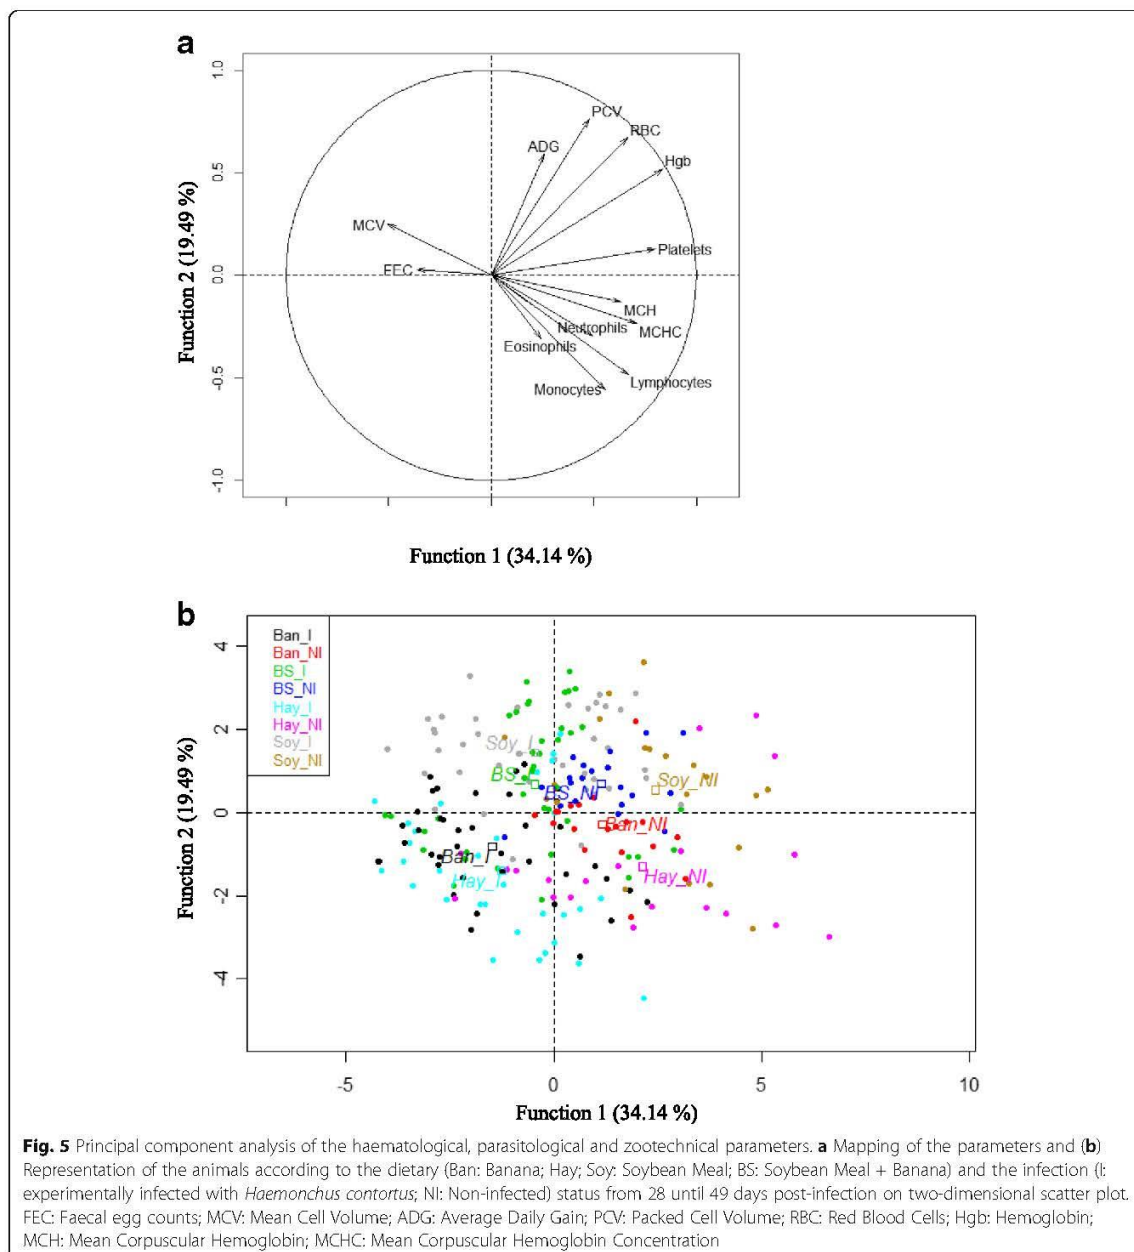 a
1.0
0.5
0.0
-0.5
-1.0
Function 2 (19.49 %)
PCV
RBC
ADG
Hgb
MCV
FEC
Platelets
MCH
Neutrophils
MCHC
Eosinophils
Lymphocytes
Monocytes
Function 1 (34.14 %)
b
Ban_I
Ban_NI
BS_I
BS_NI
Hay_I
Hay_NI
Soy_I
Soy_NI
4
2
0
-2
-4
Function 2 (19.49 %)
Soy_I
BS_I
BS_NI
Soy_NI
Ban_NI
Ban_I
Hay_I
Hay_NI
-5
0
5
10
Function 1 (34.14 %)
Fig. 5 Principal component analysis of the haematological, parasitological and zootechnical parameters. a Mapping of the parameters and (b)
Representation of the animals according to the dietary (Ban: Banana; Hay; Soy: Soybean Meal; BS: Soybean Meal + Banana) and the infection (I:
experimentally infected with Haemonchus contortus; NI: Non-infected) status from 28 until 49 days post-infection on two-dimensional scatter plot.
FEC: Faecal egg counts; MCV: Mean Cell Volume; ADG: Average Daily Gain; PCV: Packed Cell Volume; RBC: Red Blood Cells; Hgb: Hemoglobin;
MCH: Mean Corpuscular Hemoglobin; MCHC: Mean Corpuscular Hemoglobin Concentration